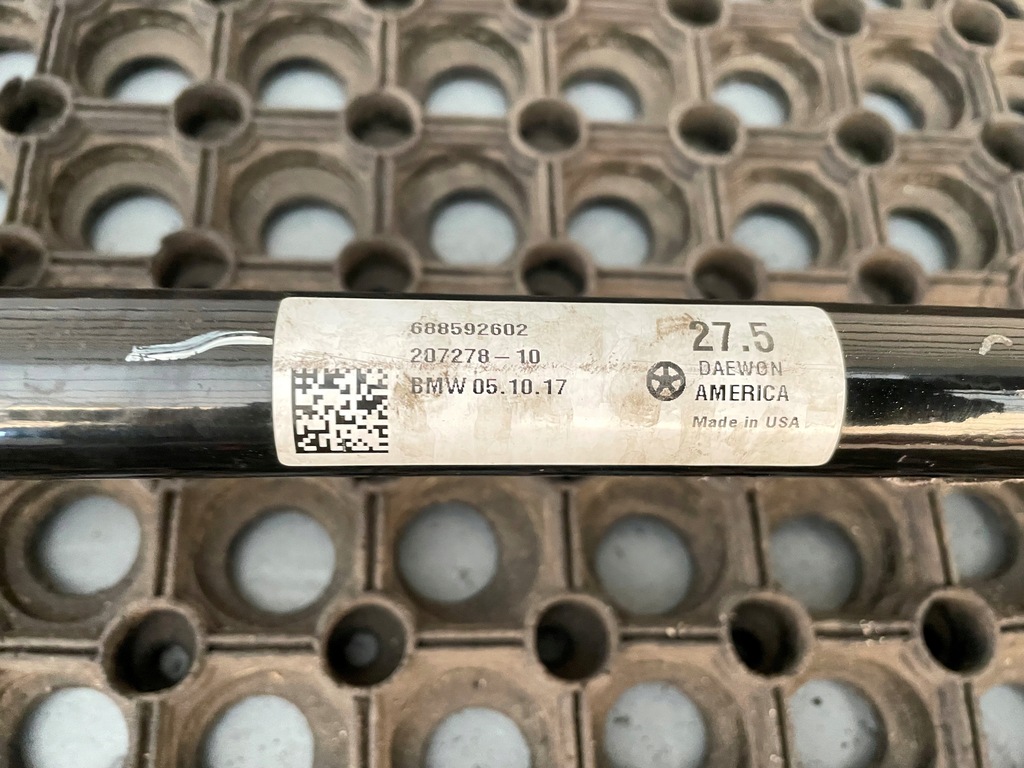 688592602
207278-10
BMW 05.10.17
27.5
DAEWON
AMERICA
Made in USA